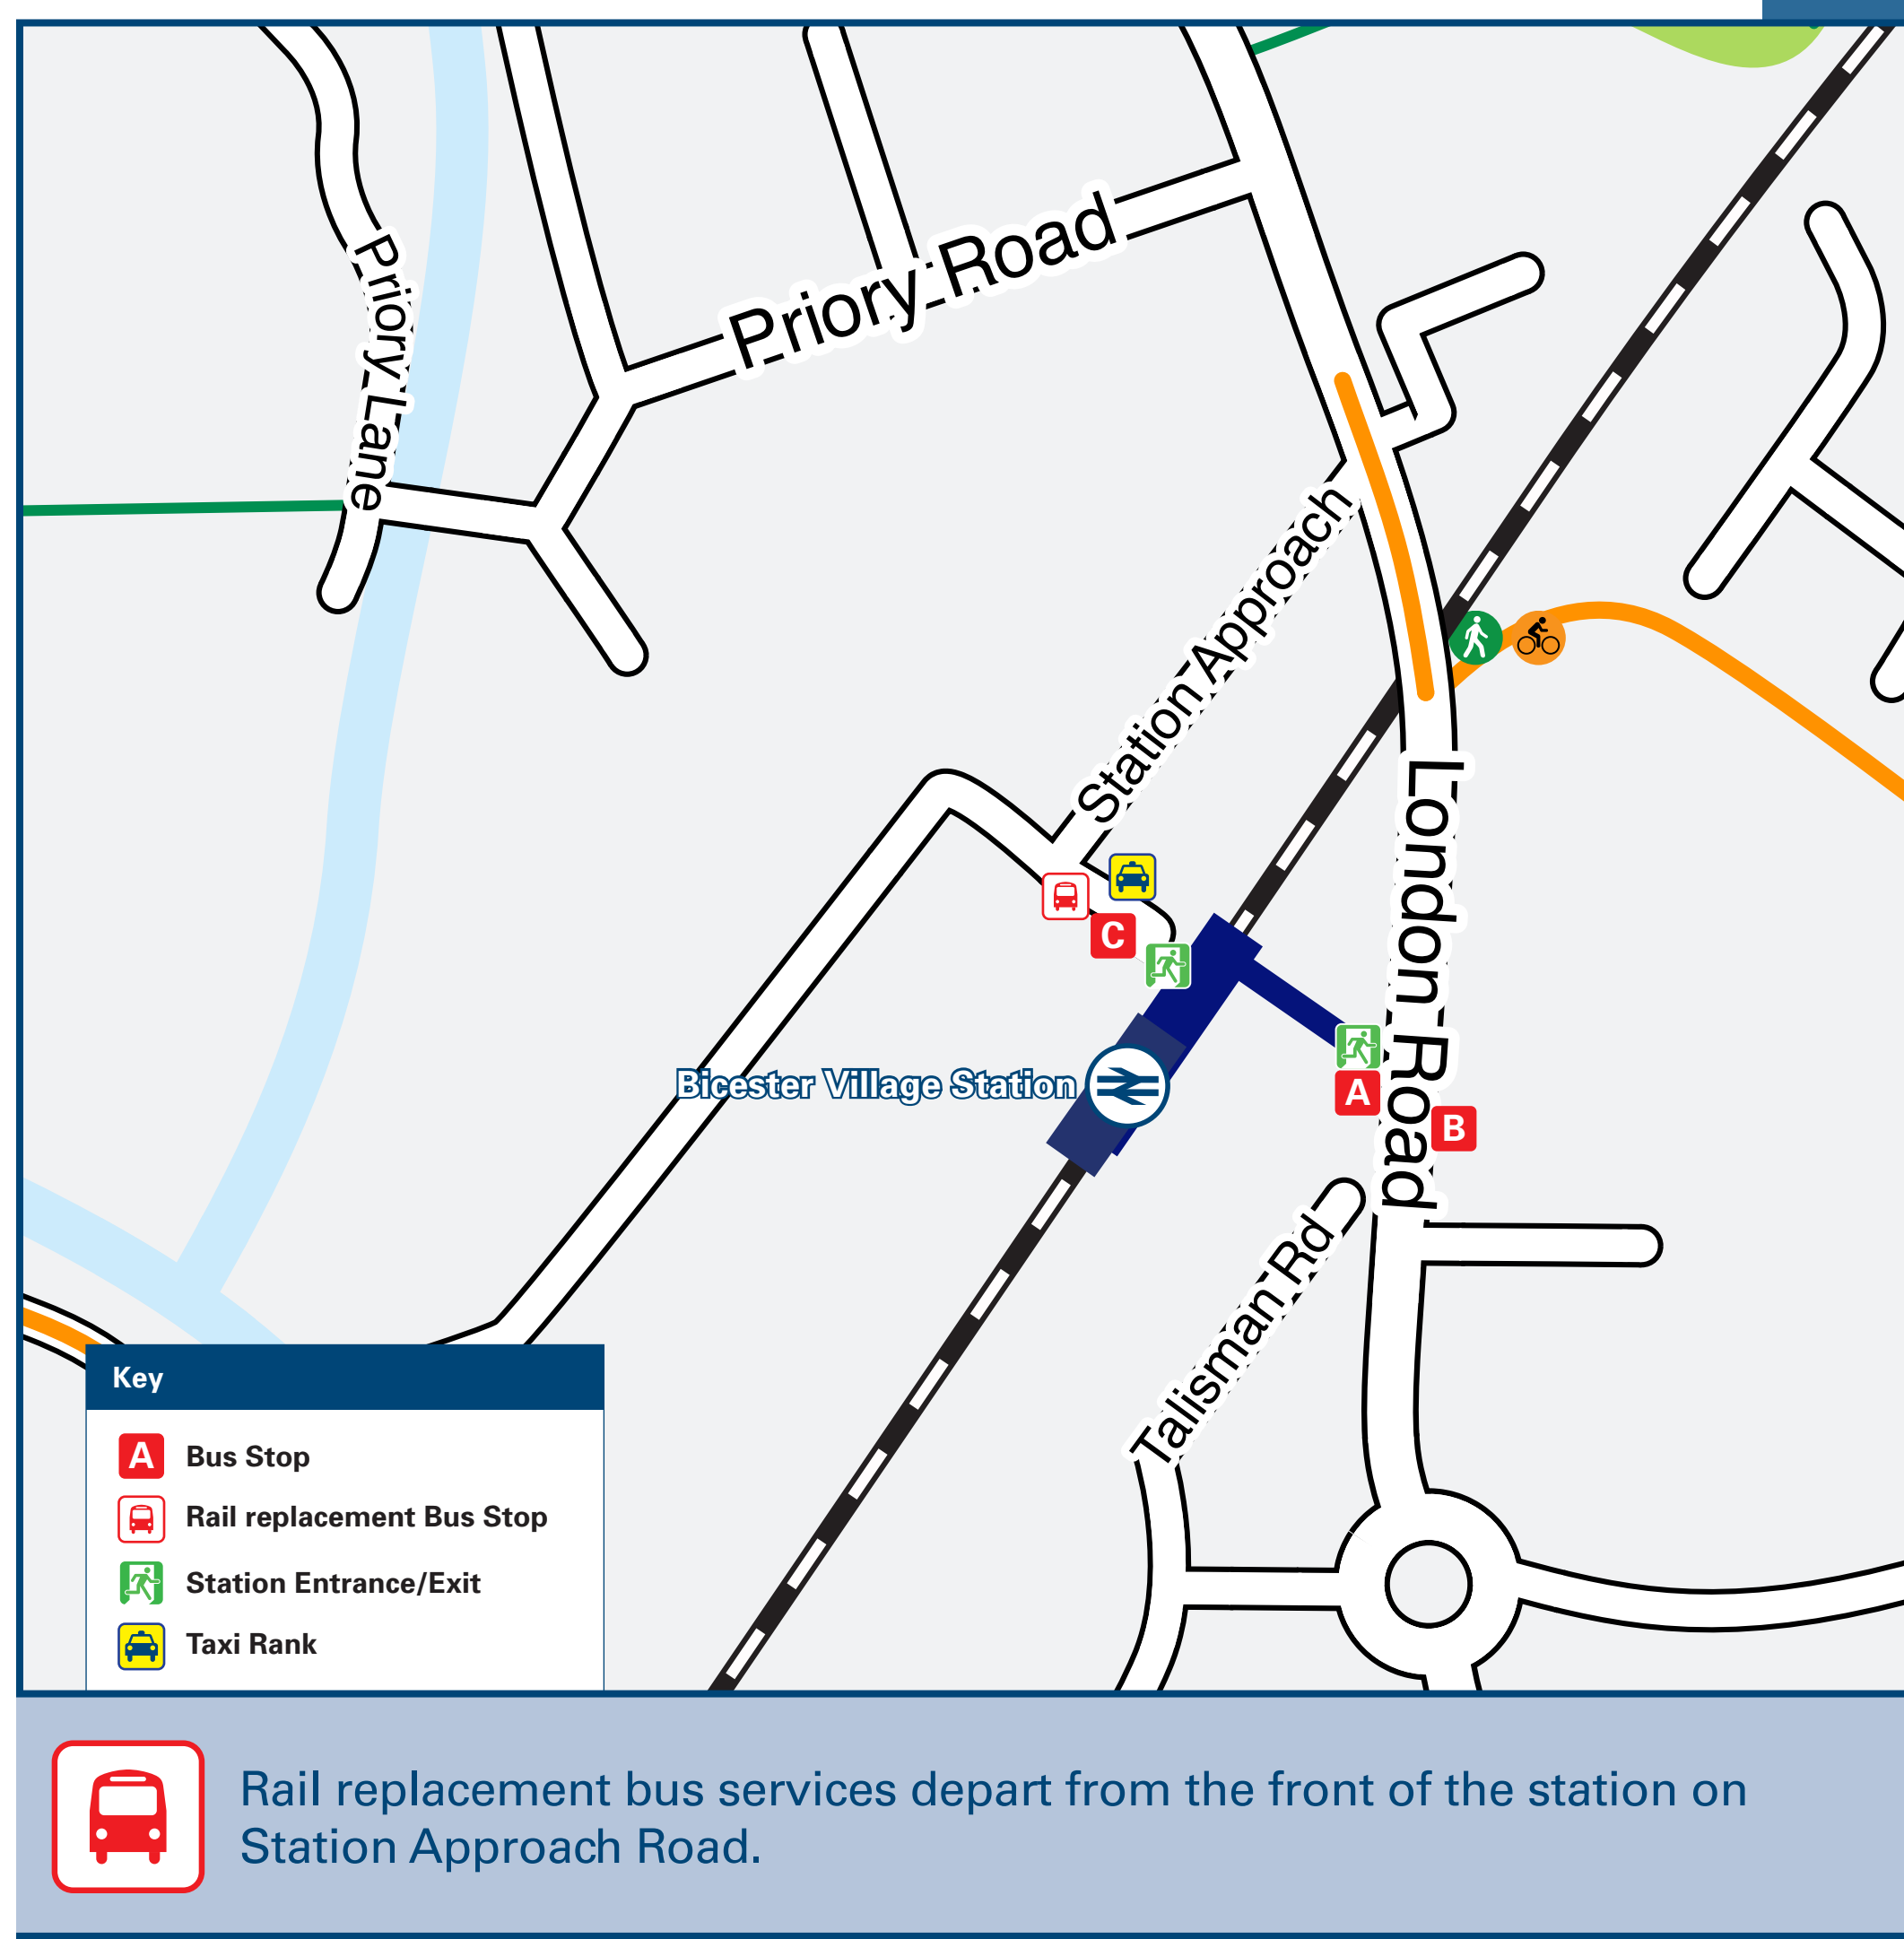 Priory Road
Priory Lane
Station Approach
London Road
C
Bicester Village Station
A
B
Talisman Rd
Key
A Bus Stop
Rail replacement Bus Stop
Station Entrance/Exit
Taxi Rank
Rail replacement bus services depart from the front of the station on
Station Approach Road.